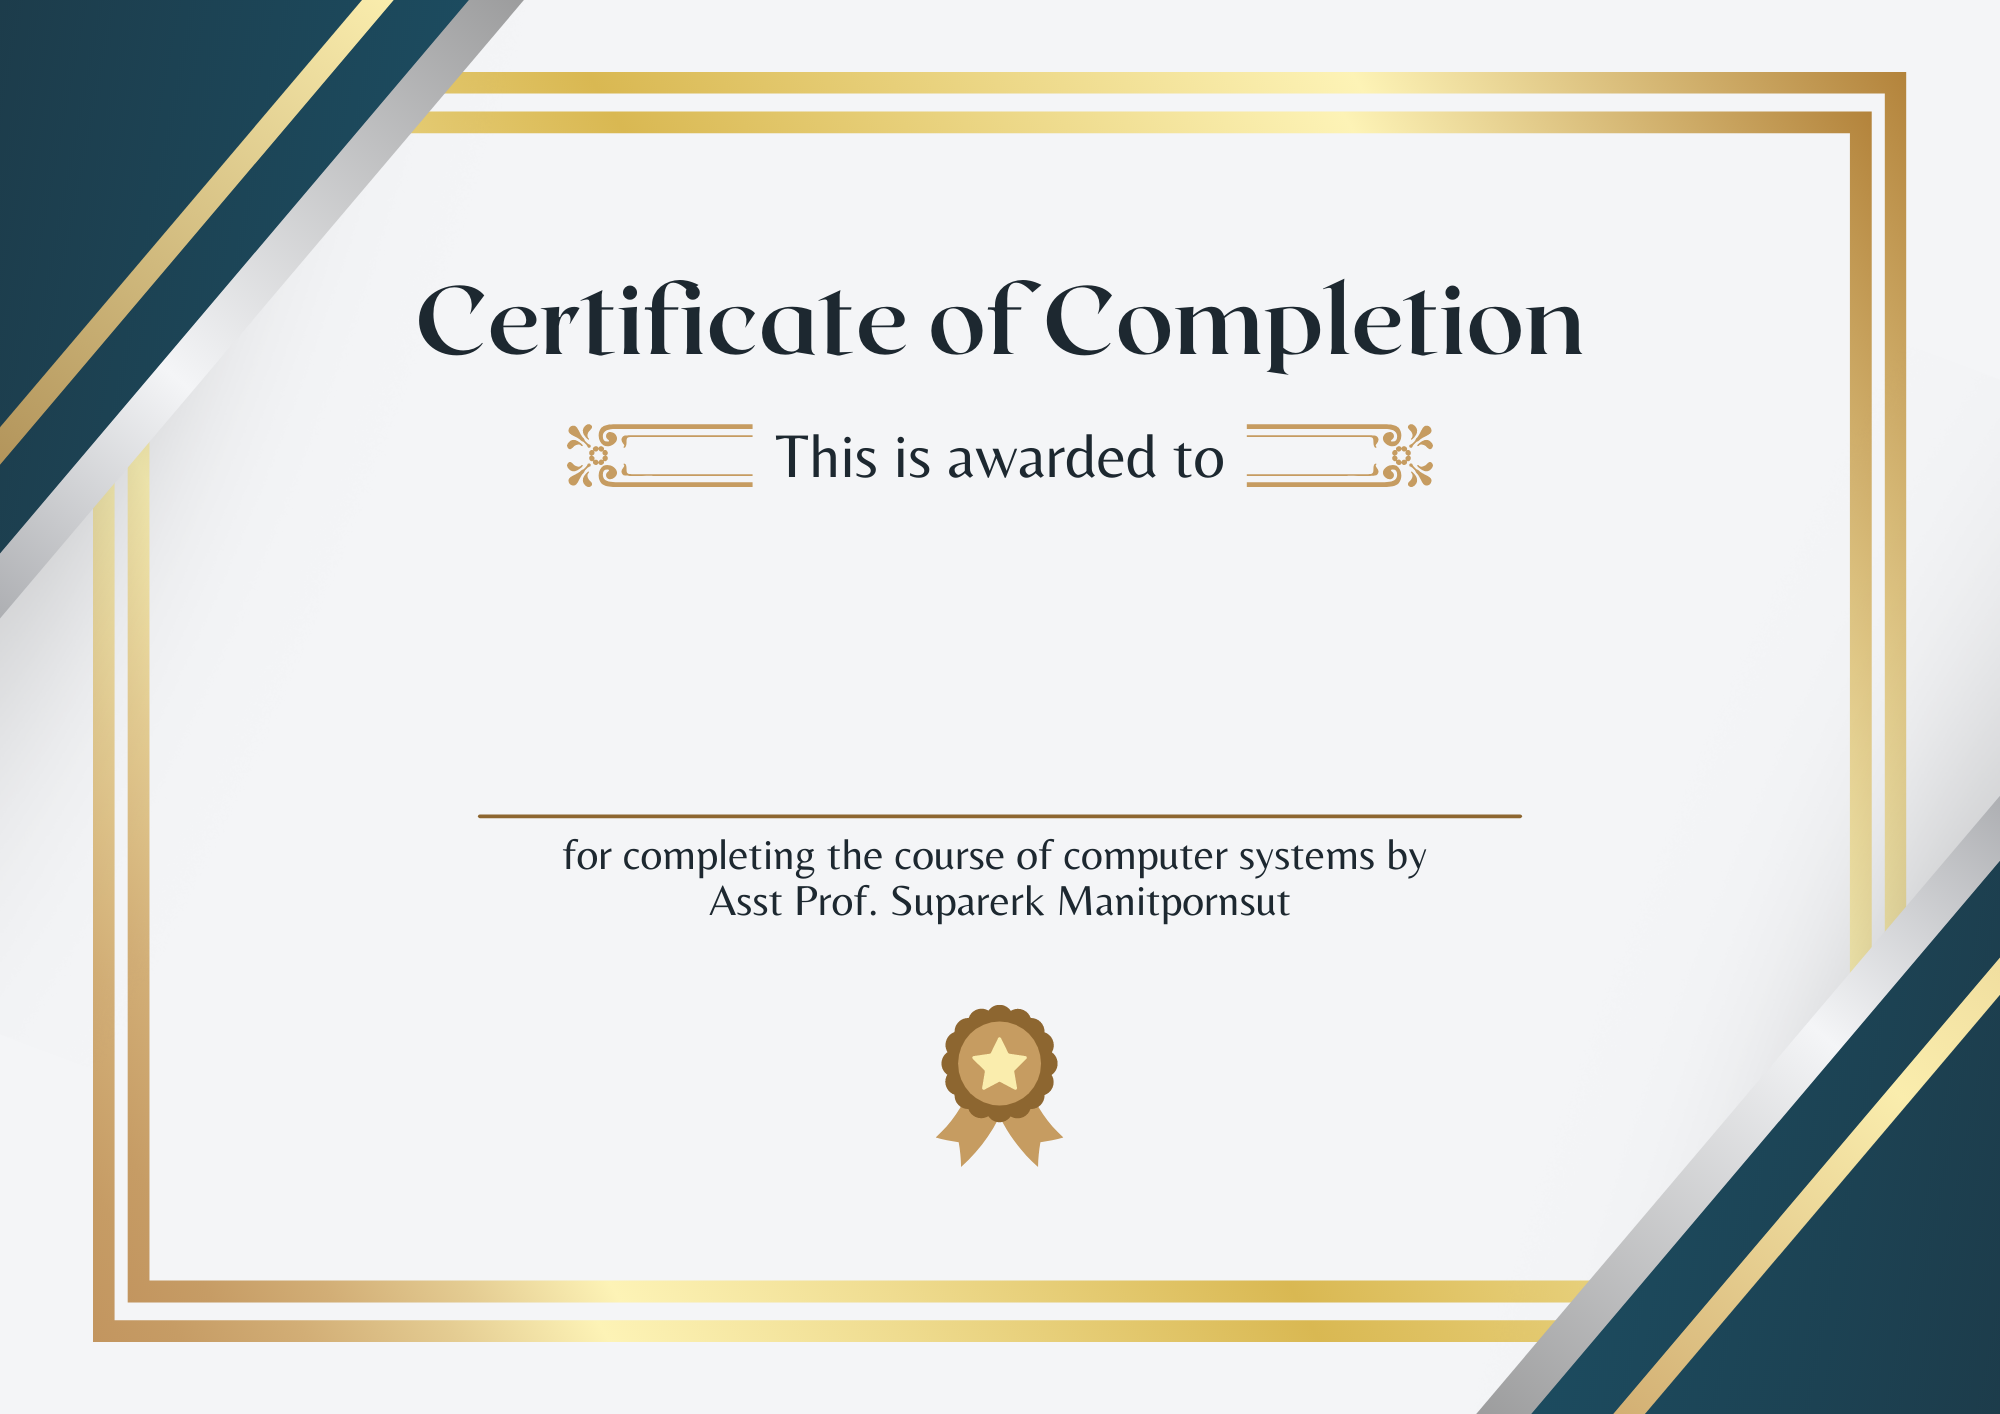 Certificate of Completion
This is awarded to
for completing the course of computer systems by
Asst Prof. Suparerk Manitpornsut